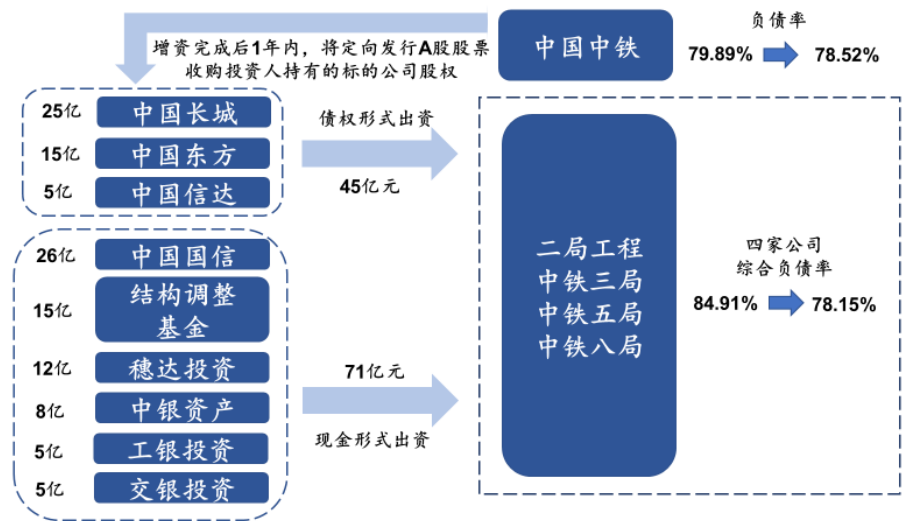 增资完成后1年内，将定向发行A股股票
收购投资人持有的标的公司股权
中国中铁
负债率
79.89%
78.52%
25亿
中国长城
15亿
中国东方
5亿
中国信达
债权形式出资
45亿元
26亿
中国国信
15亿
结构调整
基金
12亿
穗达投资
8亿
中银资产
5亿
工银投资
5亿
交银投资
71亿元
现金形式出资
二局工程
中铁三局
中铁五局
中铁八局
四家公司
综合负债率
84.91%
78.15%